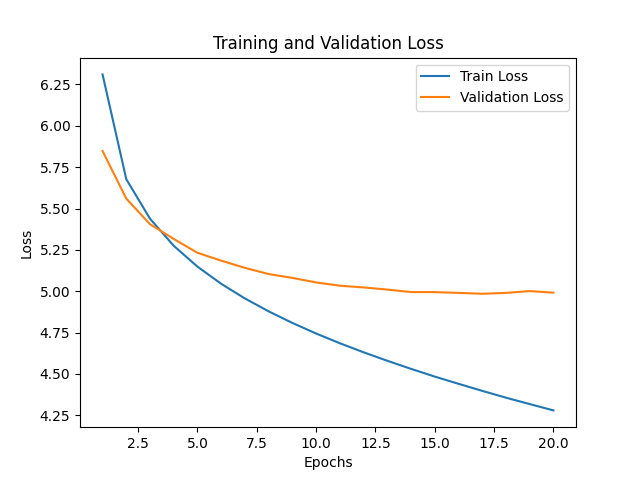 Training and Validation Loss
Train Loss
Validation Loss
6.25
6.00
5.75
5.50
5.25
5.00
4.75
4.50
4.25
Loss
2.5 5.0 7.5 10.0 12.5 15.0 17.5 20.0
Epochs